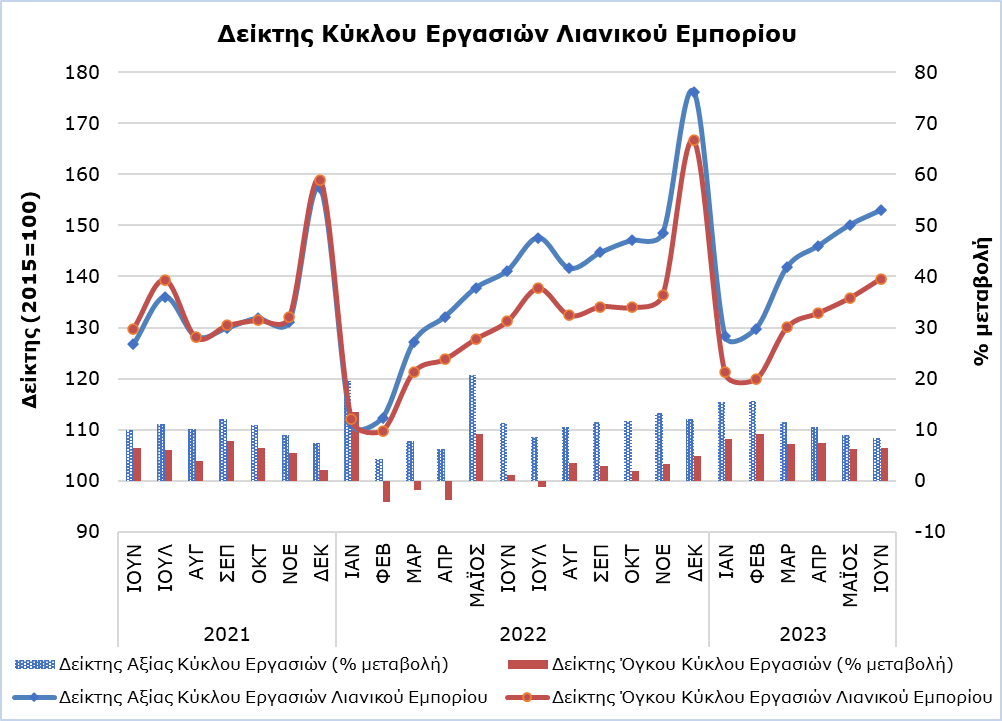 Δείκτης Κύκλου Εργασιών Λιανικού Εμπορίου
Δείκτης (2015=100)
180
170
160
150
140
130
120
110
100
90
80
70
60
50
40
30
20
10
0
-10
% μεταβολή
ΙΟΥΝ ΙΟΥΛ ΑΥΓ ΣΕΠ ΟΚΤ ΝΟΕ ΔΕΚ ΙΑΝ ΦΕΒ ΜΑΡ ΑΠΡ ΜΑΪΟΣ ΙΟΥΝ ΙΟΥΛ ΑΥΓ ΣΕΠ ΟΚΤ ΝΟΕ ΔΕΚ ΙΑΝ ΦΕΒ ΜΑΡ ΑΠΡ ΜΑΪΟΣ ΙΟΥΝ
2021 2022 2023
Δείκτης Αξίας Κύκλου Εργασιών (% μεταβολή) Δείκτης Όγκου Κύκλου Εργασιών (% μεταβολή)
Δείκτης Αξίας Κύκλου Εργασιών Λιανικού Εμπορίου Δείκτης Όγκου Κύκλου Εργασιών Λιανικού Εμπορίου